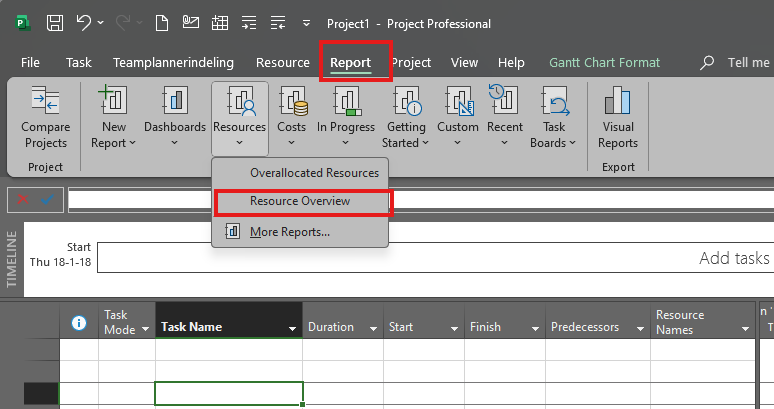 Project1 - Project Professional
File Task Teamplannerindeling Resource Report Project View Help Gantt Chart Format Tell me
Compare Projects
New Report
Dashboards
Resources
Costs
In Progress
Getting Started
Custom
Recent
Task Boards
Visual Reports
Project
Export
Overallocated Resources
Resource Overview
More Reports...
TIMELINE
Start
Thu 18-1-18
Add tasks
Task Mode
Task Name
Duration
Start
Finish
Predecessors
Resource Names